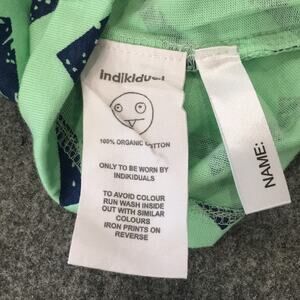 indikidual
100% ORGANIC COTTON
ONLY TO BE WORN BY
INDIKIDUALS
TO AVOID COLOUR
RUN WASH INSIDE
OUT WITH SIMILAR
COLOURS
IRON PRINTS ON
REVERSE
NAME: